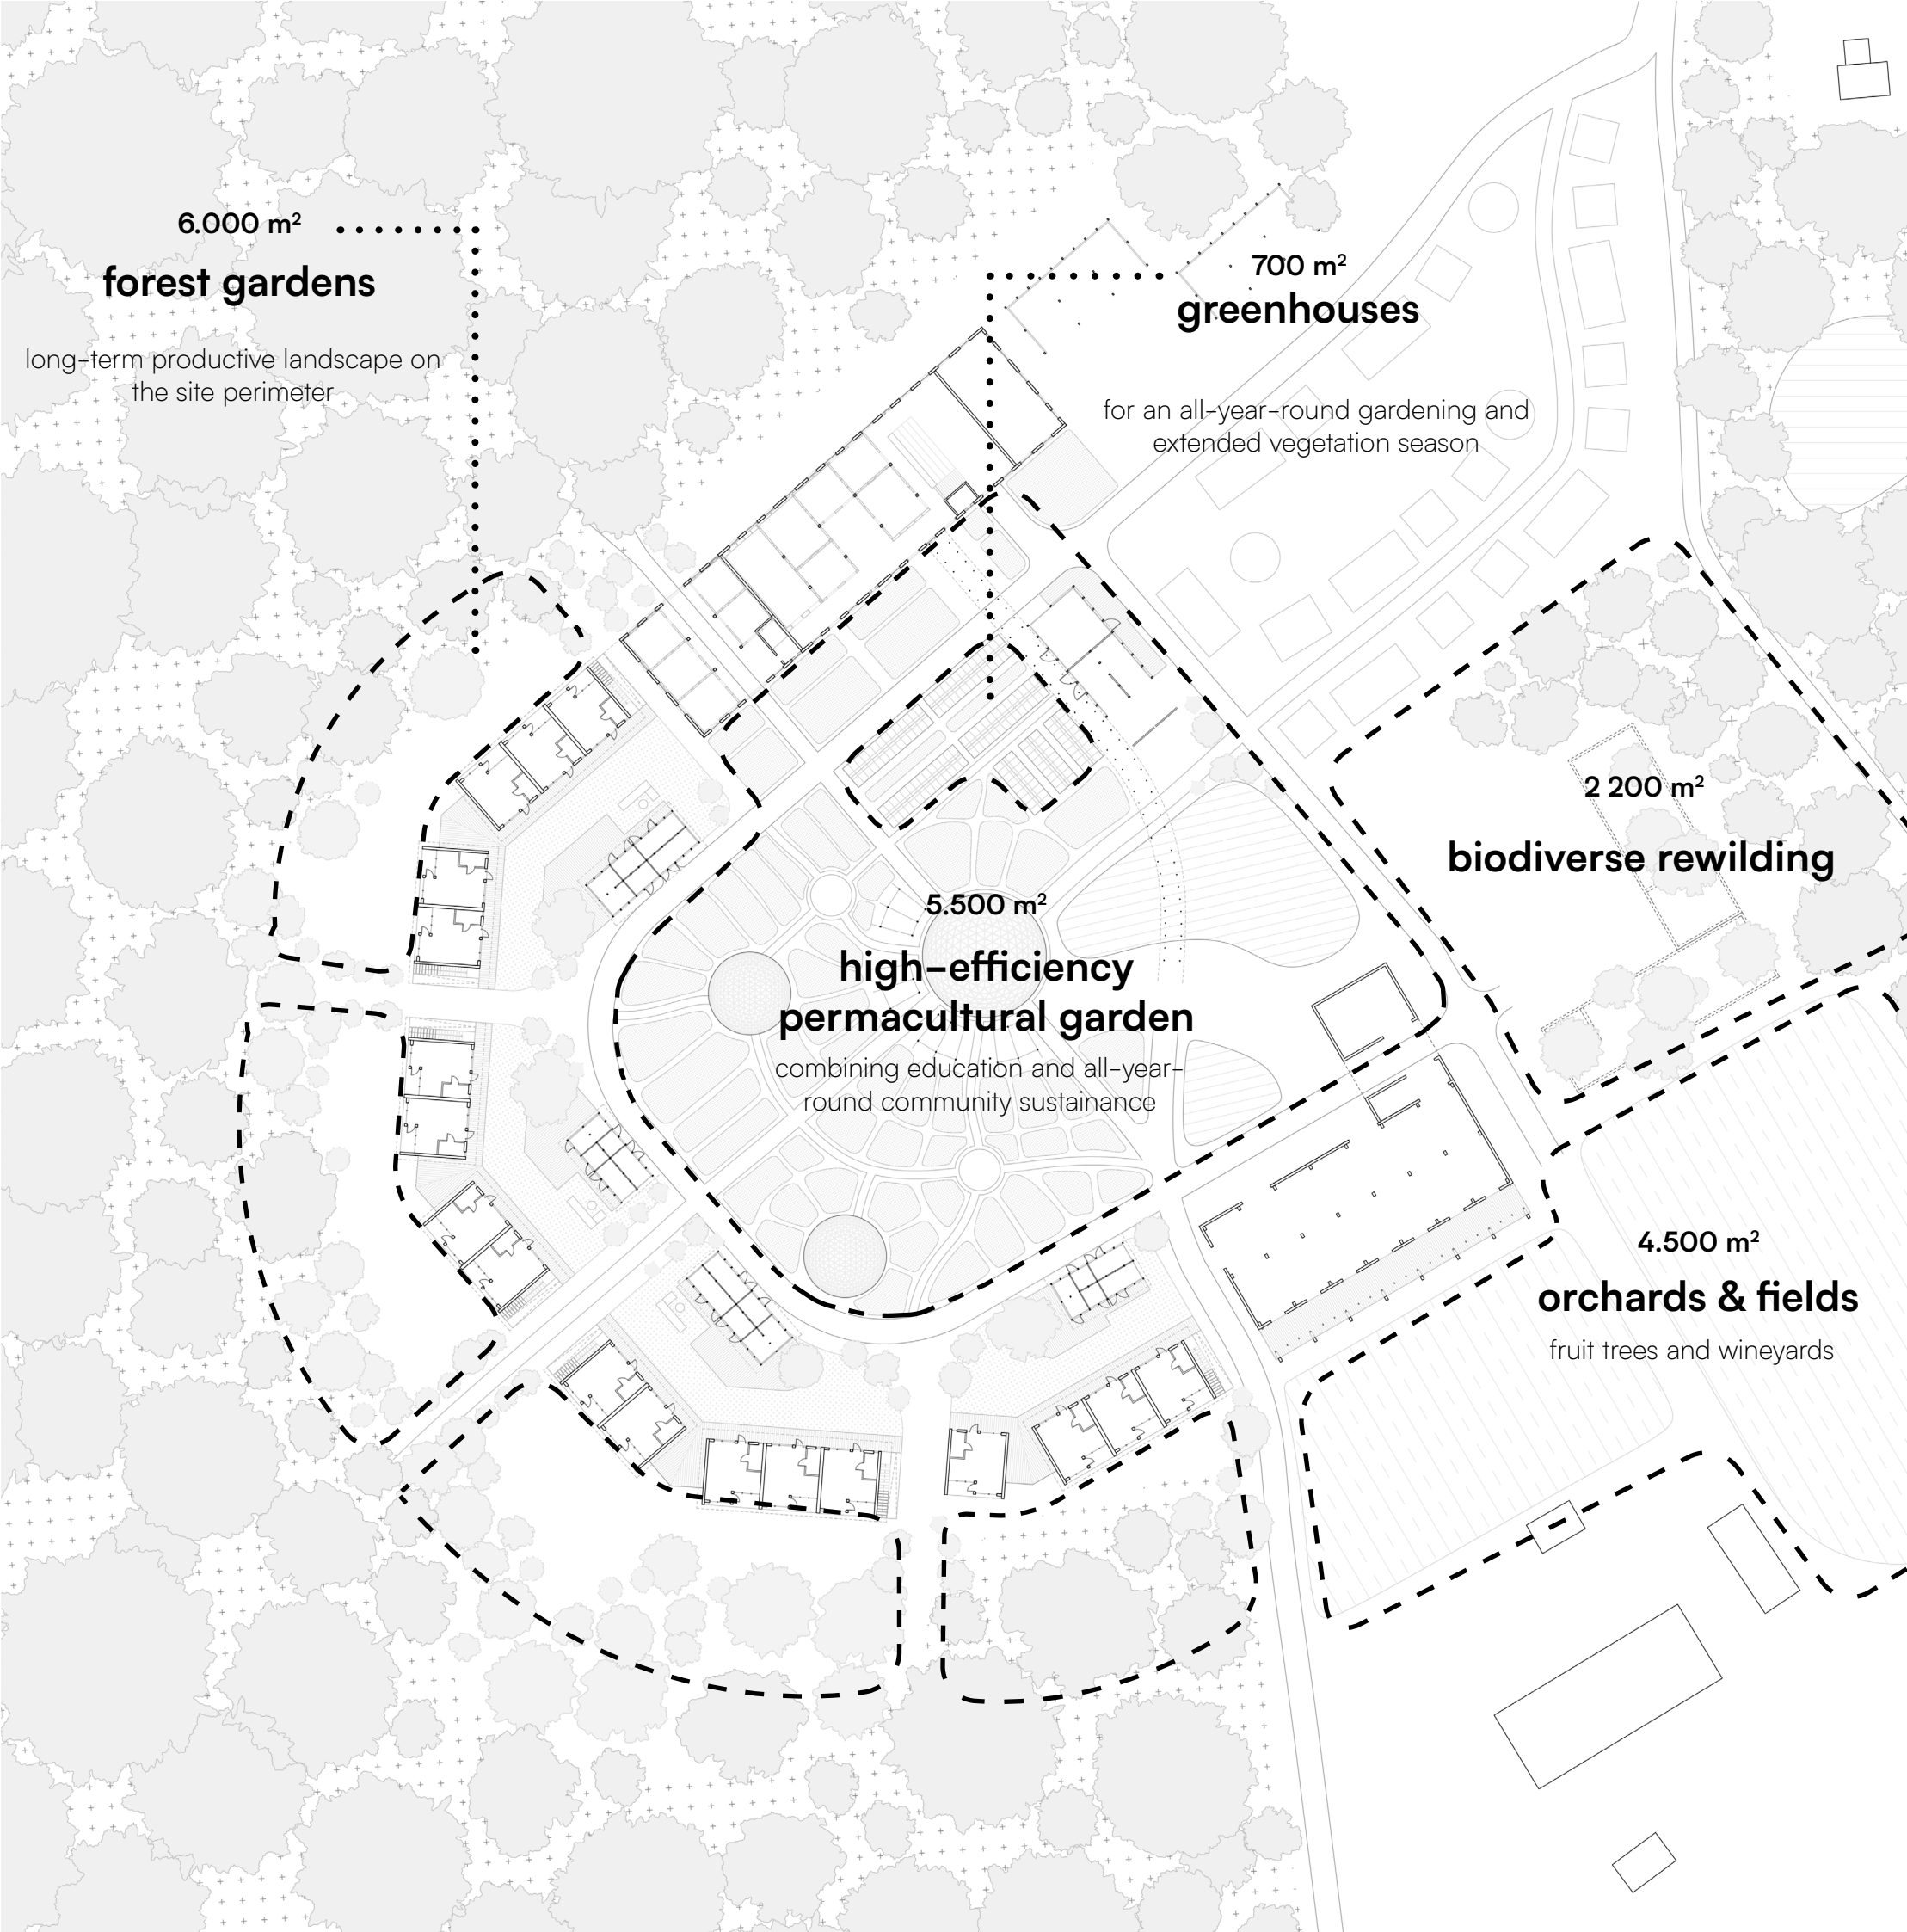 6.000 m²
forest gardens
long-term productive landscape on
the site perimeter
700 m²
greenhouses
for an all-year-round gardening and
extended vegetation season
2 200 m²
biodiverse rewilding
5.500 m²
high-efficiency
permacultural garden
combining education and all-year-
round community sustainance
4.500 m²
orchards & fields
fruit trees and wineyards